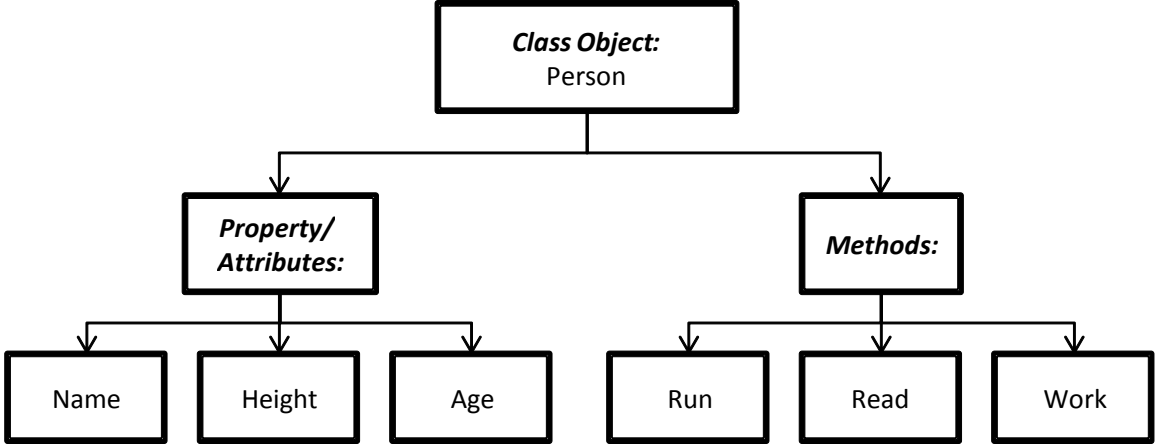 Class Object:
Person
Property/
Attributes:
Methods:
Name
Height
Age
Run
Read
Work